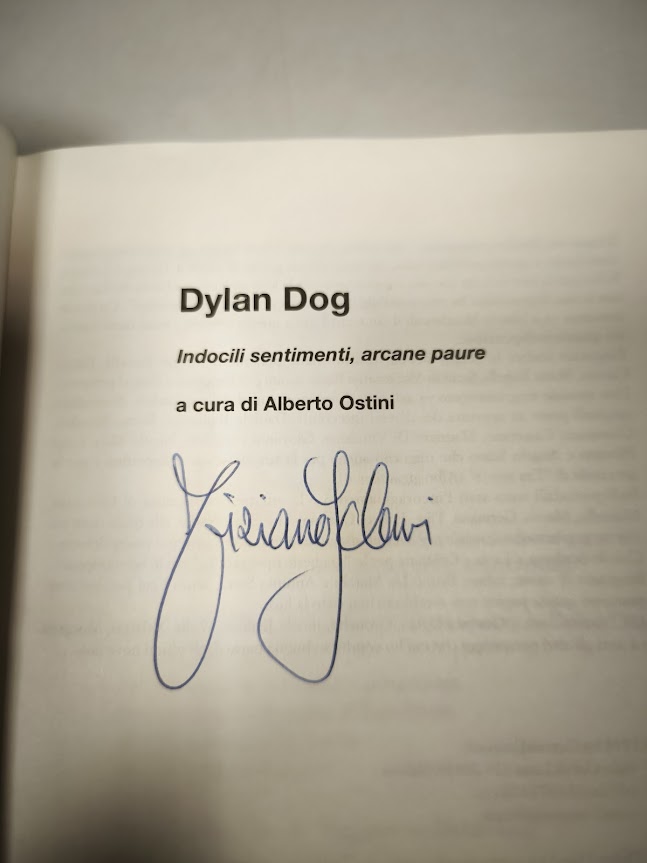 Dylan Dog
Indocili sentimenti, arcane paure
a cura di Alberto Ostini
Tiziano Sclavi